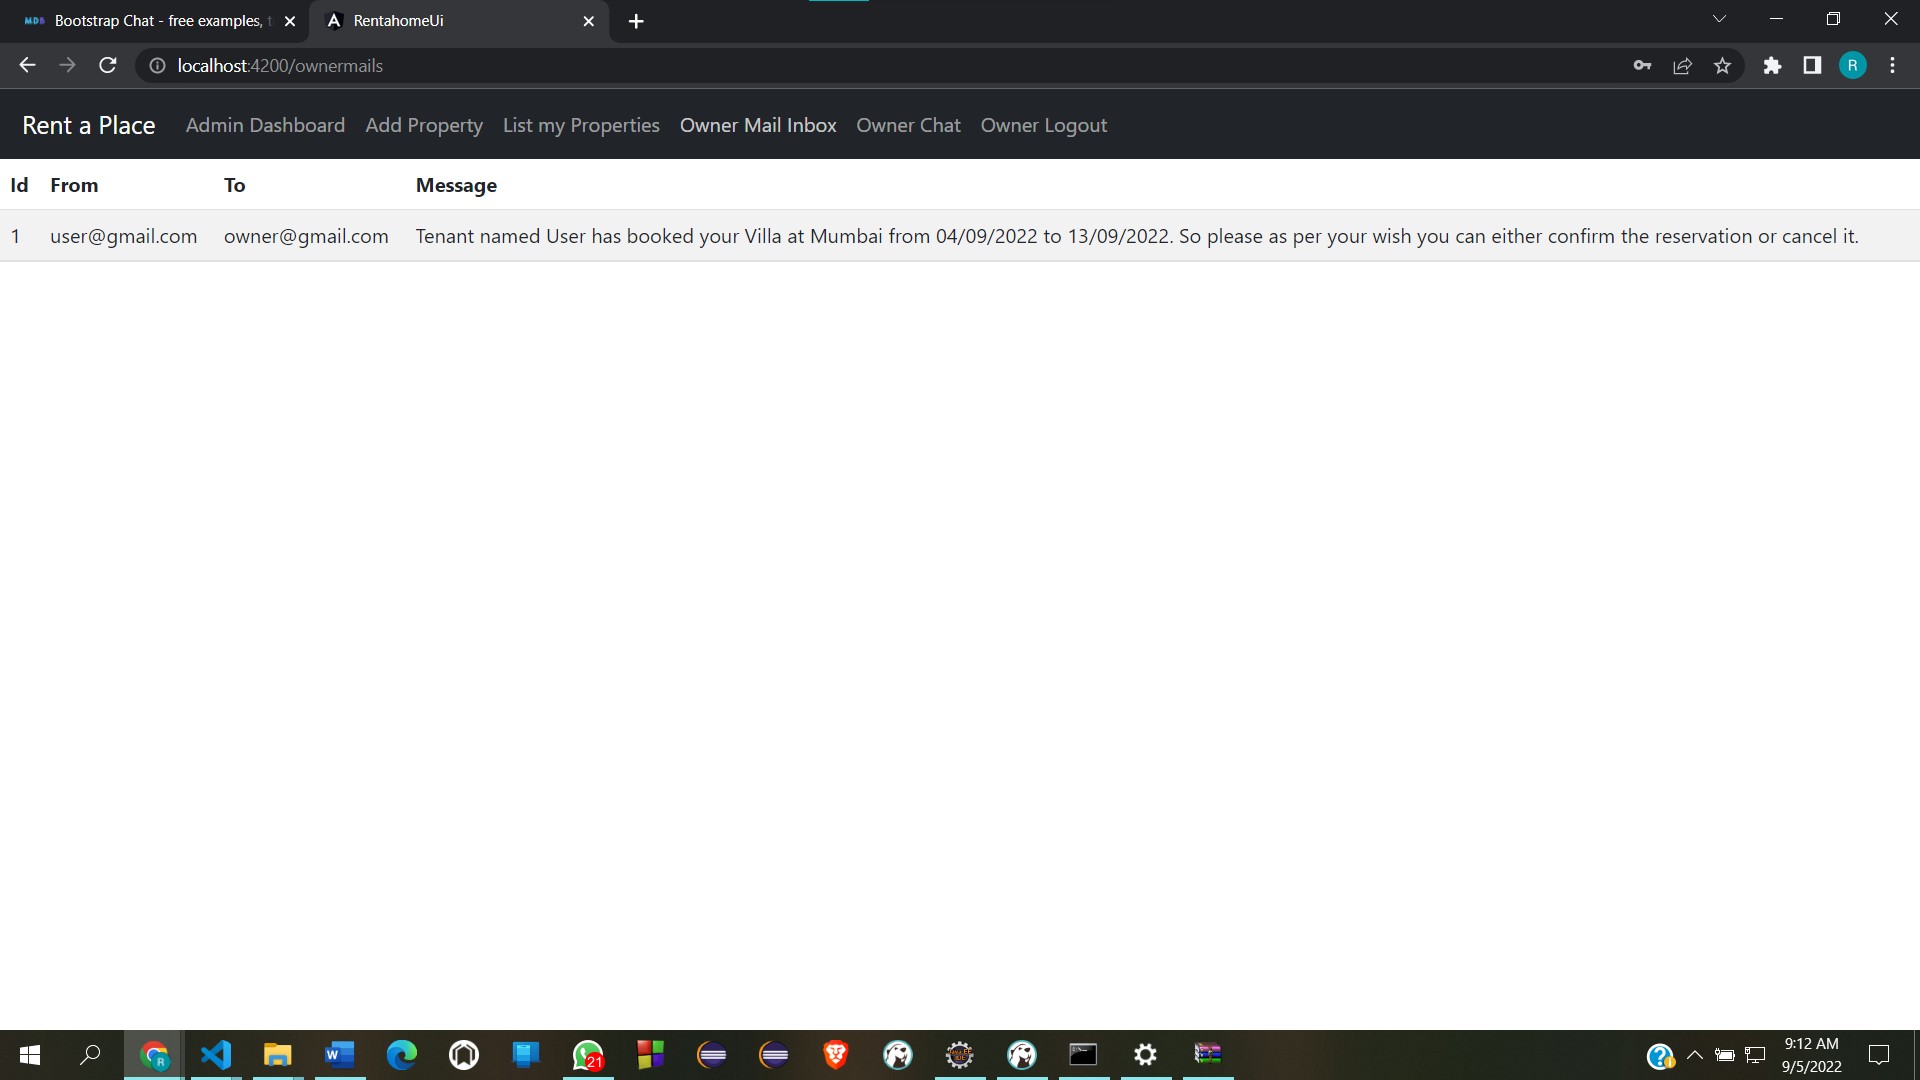 MDB Bootstrap Chat - free examples, t
RentahomeUi
localhost:4200/ownermails
R
Rent a Place Admin Dashboard Add Property List my Properties Owner Mail Inbox Owner Chat Owner Logout
Id From To Message
1 user@gmail.com owner@gmail.com Tenant named User has booked your Villa at Mumbai from 04/09/2022 to 13/09/2022. So please as per your wish you can either confirm the reservation or cancel it.
21
9:12 AM
9/5/2022